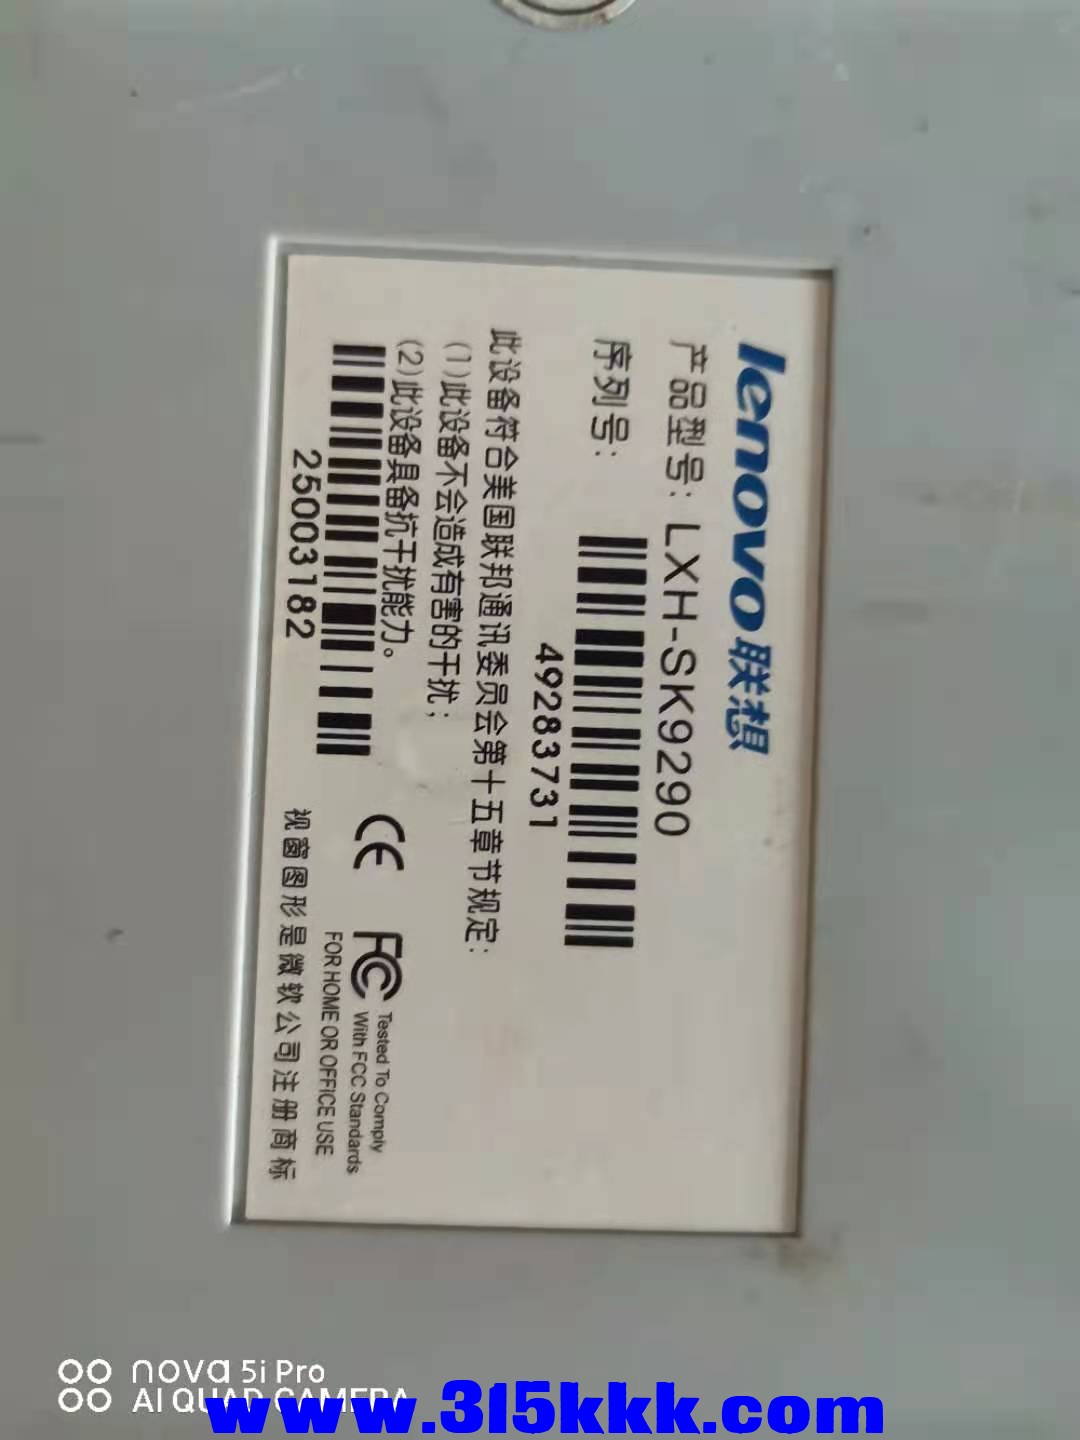 lenovo联想
产品型号: LXH-SK9290
序列号:
49283731
此设备符合美国联邦通讯委员会第十五章节规定:
(1)此设备不会造成有害的干扰;
(2)此设备具备抗干扰能力。
25003182
CE FC Tested To Comply
With FCC Standards
FOR HOME OR OFFICE USE
视窗图形是微软公司注册商标
nova 5i Pro
AI QUAD CAMERA
www.315kkk.com